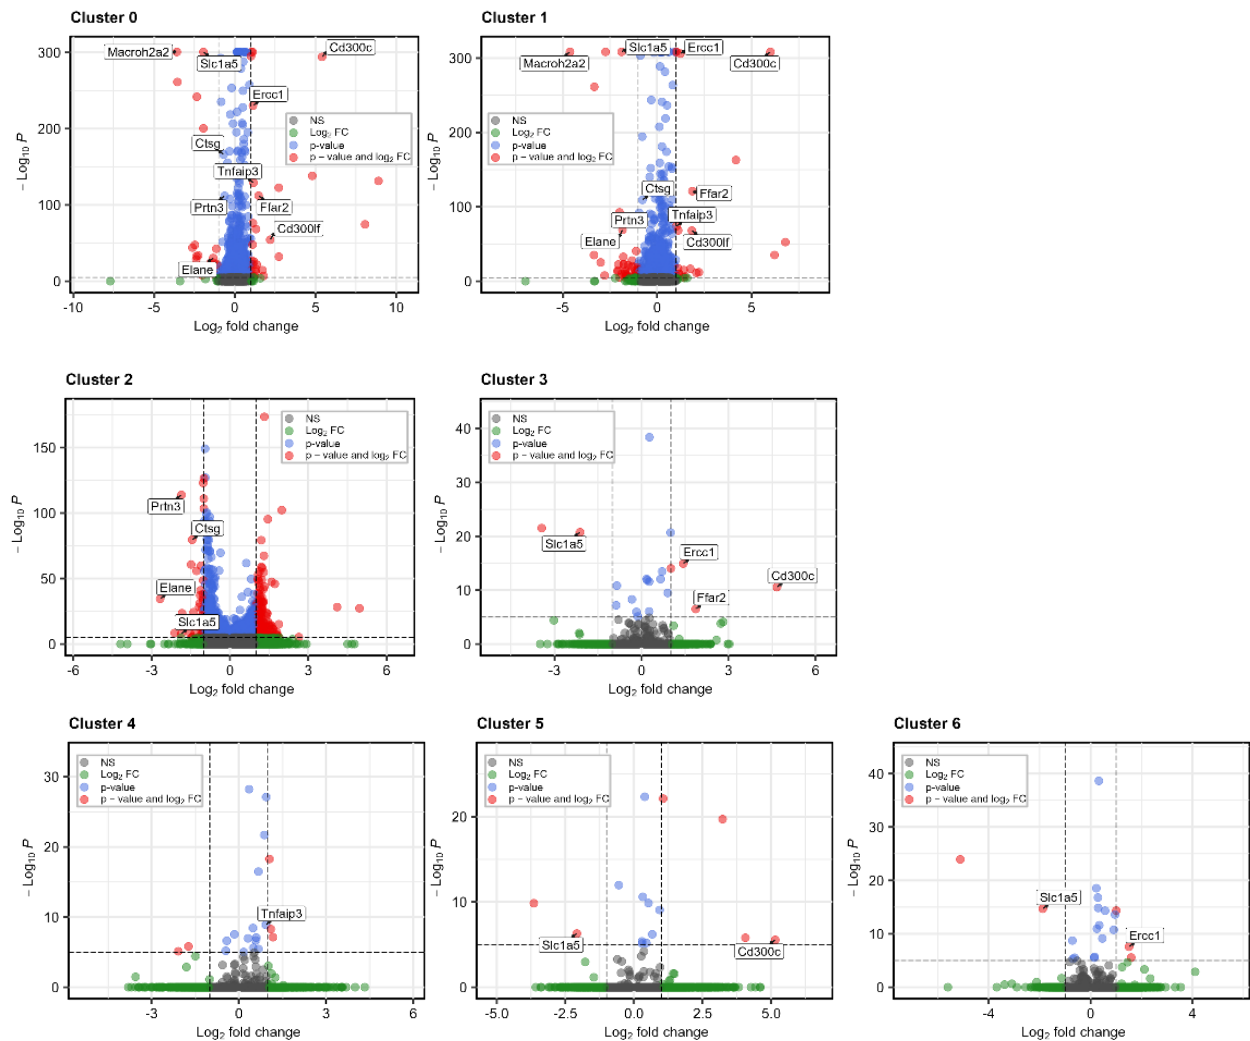 Cluster 0
Macroh2a2
Slc1a5
Cd300c
Ercc1
Ctsg
Tnfaip3
Prtn3
Ffar2
Cd300lf
Elane
NS
Log2 FC
p-value
p − value and log2 FC
300
200
100
0
− Log10 P
-10
-5
0
5
10
Log2 fold change
Cluster 1
Slc1a5
Ercc1
Macroh2a2
Cd300c
Ctsg
Ffar2
Prtn3
Tnfaip3
Elane
Cd300lf
NS
Log2 FC
p-value
p − value and log2 FC
300
200
100
0
− Log10 P
-5
0
5
Log2 fold change
Cluster 2
NS
Log2 FC
p-value
p − value and log2 FC
Prtn3
Ctsg
Elane
Slc1a5
150
100
50
0
− Log10 P
-6
-3
0
3
6
Log2 fold change
Cluster 3
NS
Log2 FC
p-value
p − value and log2 FC
Slc1a5
Ercc1
Cd300c
Ffar2
40
30
20
10
0
− Log10 P
-3
0
3
6
Log2 fold change
Cluster 4
NS
Log2 FC
p-value
p − value and log2 FC
Tnfaip3
30
20
10
0
− Log10 P
-3
0
3
6
Log2 fold change
Cluster 5
NS
Log2 FC
p-value
p − value and log2 FC
Slc1a5
Cd300c
20
10
0
− Log10 P
-5.0
-2.5
0.0
2.5
5.0
Log2 fold change
Cluster 6
NS
Log2 FC
p-value
p − value and log2 FC
Slc1a5
Ercc1
40
30
20
10
0
− Log10 P
-4
0
4
Log2 fold change